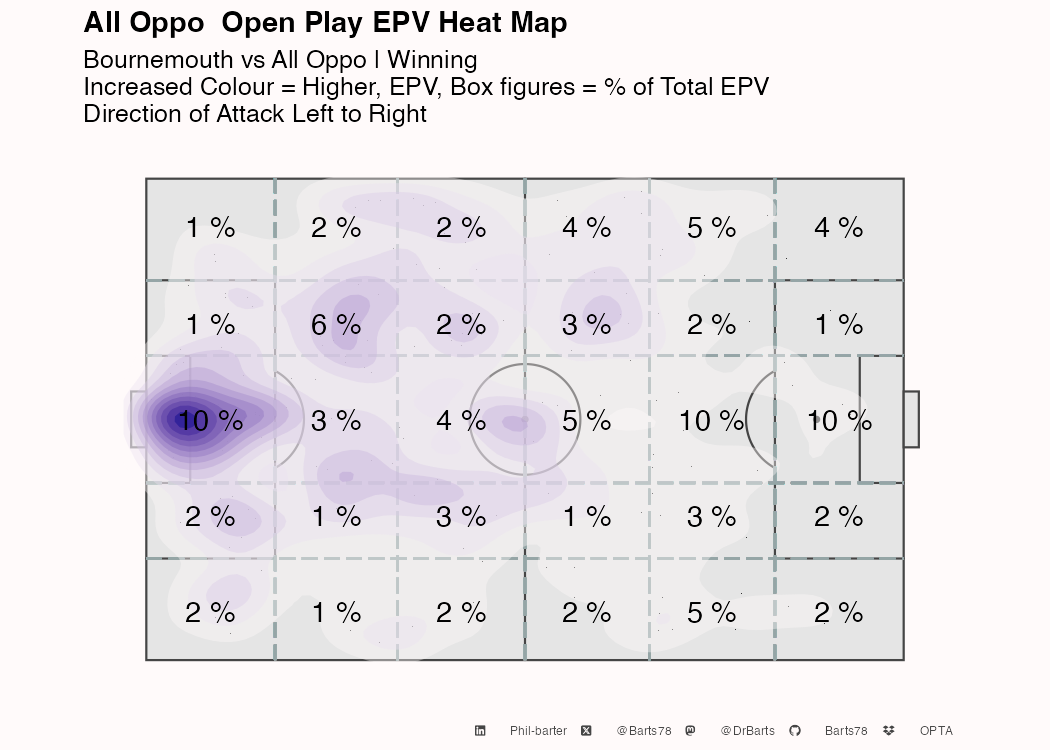 All Oppo  Open Play EPV Heat Map
Bournemouth vs All Oppo | Winning
Increased Colour = Higher, EPV, Box figures = % of Total EPV
Direction of Attack Left to Right
1 % 2 % 2 % 4 % 5 % 4 %
1 % 6 % 2 % 3 % 2 % 1 %
10 % 3 % 4 % 5 % 10 % 10 %
2 % 1 % 3 % 1 % 3 % 2 %
2 % 1 % 2 % 2 % 5 % 2 %
Phil-barter @Barts78 @DrBarts Barts78 OPTA